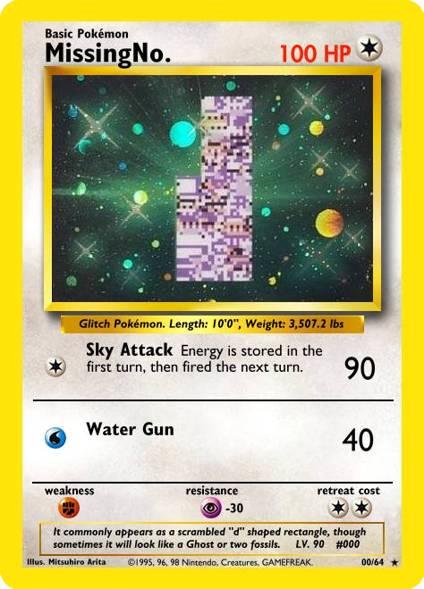 Basic Pokémon
MissingNo.
100 HP
Glitch Pokémon. Length: 10'0", Weight: 3,507.2 lbs
Sky Attack Energy is stored in the
first turn, then fired the next turn.
90
Water Gun
40
weakness resistance retreat cost
-30
It commonly appears as a scrambled "d" shaped rectangle, though
sometimes it will look like a Ghost or two fossils. LV. 90 #000
Illus. Mitsuhiro Arita ©1995, 96, 98 Nintendo, Creatures, GAMEFREAK. 00/64